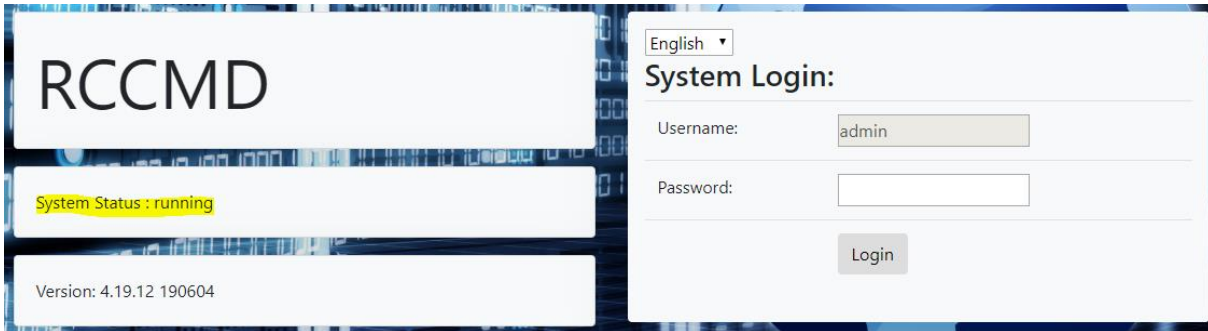 RCCMD
System Status : running
Version: 4.19.12 190604
English
System Login:
Username:
admin
Password:
Login